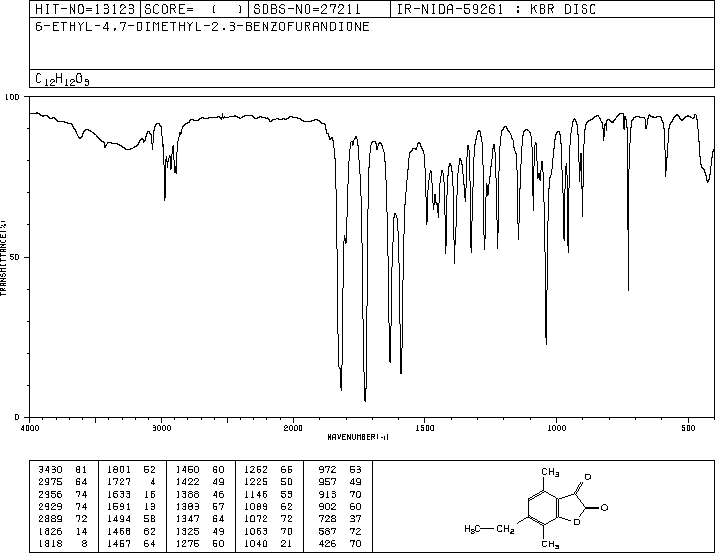 HIT-NO=13123 SCORE= ( ) SDBS-NO=27211 IR-NIDA-59261 : KBR DISC
6-ETHYL-4,7-DIMETHYL-2,3-BENZOFURANDIONE
C12H12O3
100
50
0
TRANSMITTANCE(%)
4000 3000 2000 1500 1000 500
WAVENUMBER(-1)
3430 81 1801 52 1450 60 1262 66 972 53
2975 64 1727 4 1422 49 1225 50 957 49
2956 74 1633 16 1388 46 1146 53 913 70
2929 74 1591 13 1383 67 1089 62 902 60
2889 72 1494 58 1347 64 1072 72 728 37
1826 14 1468 62 1325 49 1063 70 587 72
1818 8 1457 64 1276 50 1040 21 426 70
CH3
O
O
O
H3C CH2
CH3